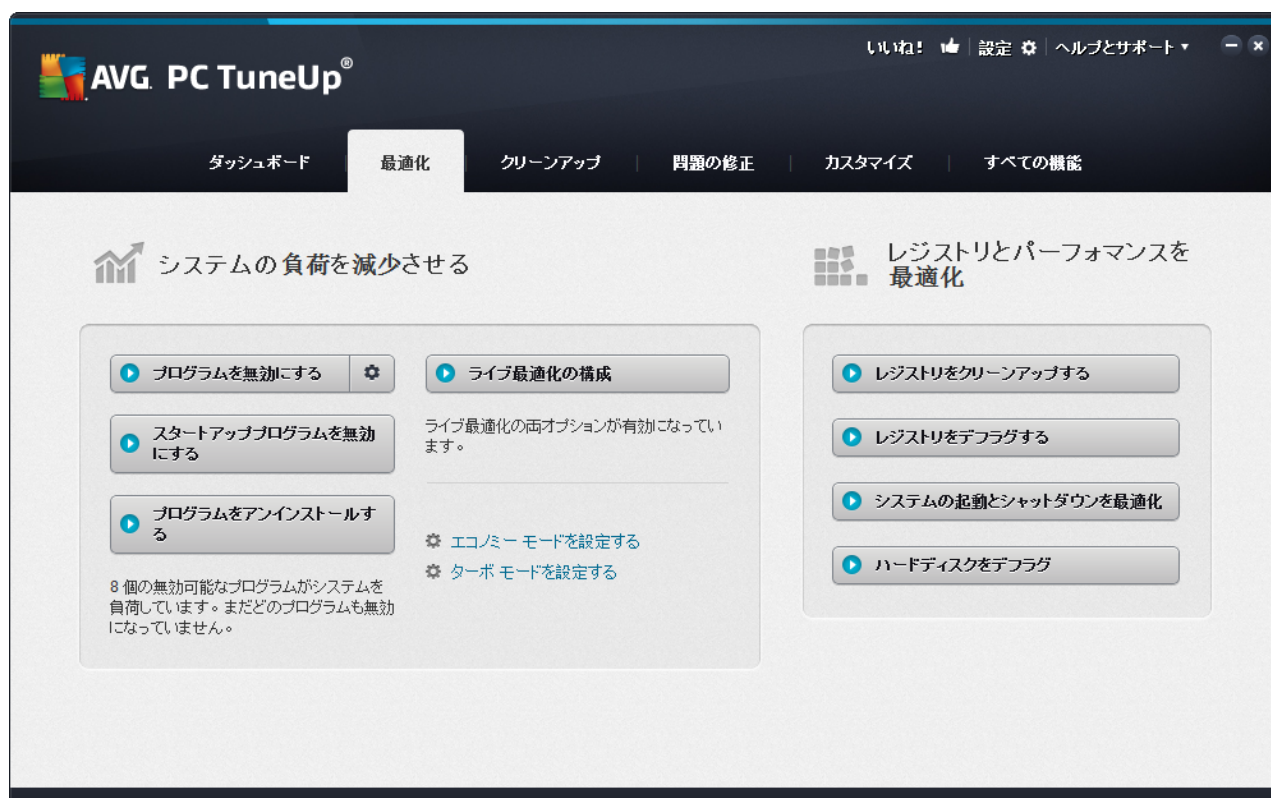 いいね! 設定 ヘルプとサポート
AVG. PC TuneUp®
ダッシュボード 最適化 クリーンアップ 問題の修正 カスタマイズ すべての機能
システムの負荷を減少させる
プログラムを無効にする
スタートアッププログラムを無効
にする
プログラムをアンインストールす
る
8 個の無効可能なプログラムがシステムを
負荷しています。まだどのプログラムも無効
になっていません。
ライブ最適化の構成
ライブ最適化の両オプションが有効になってい
ます。
エコノミー モードを設定する
ターボ モードを設定する
レジストリとパーフォマンスを
最適化
レジストリをクリーンアップする
レジストリをデフラグする
システムの起動とシャットダウンを最適化
ハードディスクをデフラグ